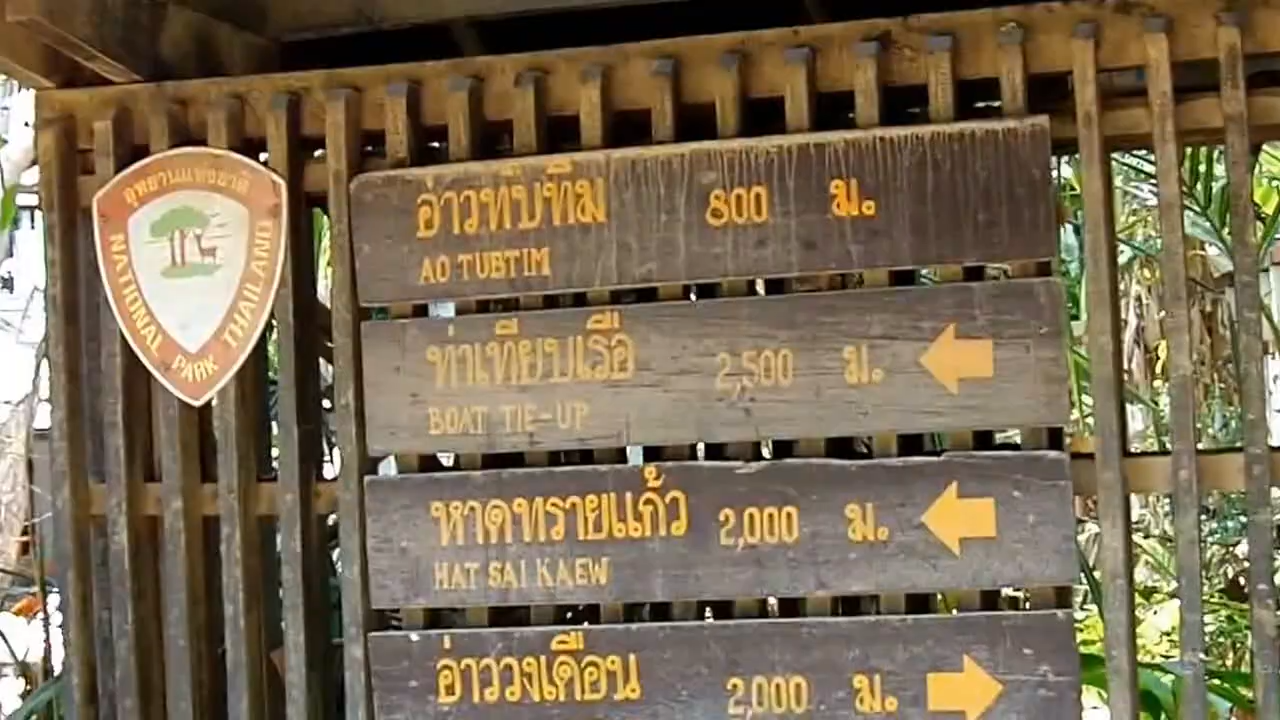 อุทยานแห่งชาติ
NATIONAL PARK THAILAND
อ่าวทับทิม 800 ม.
AO TUBTIM
ท่าเทียบเรือ 2,500 ม.
BOAT TIE-UP
หาดทรายแก้ว 2,000 ม.
HAT SAI KAEW
อ่าววงเดือน 2,000 ม.